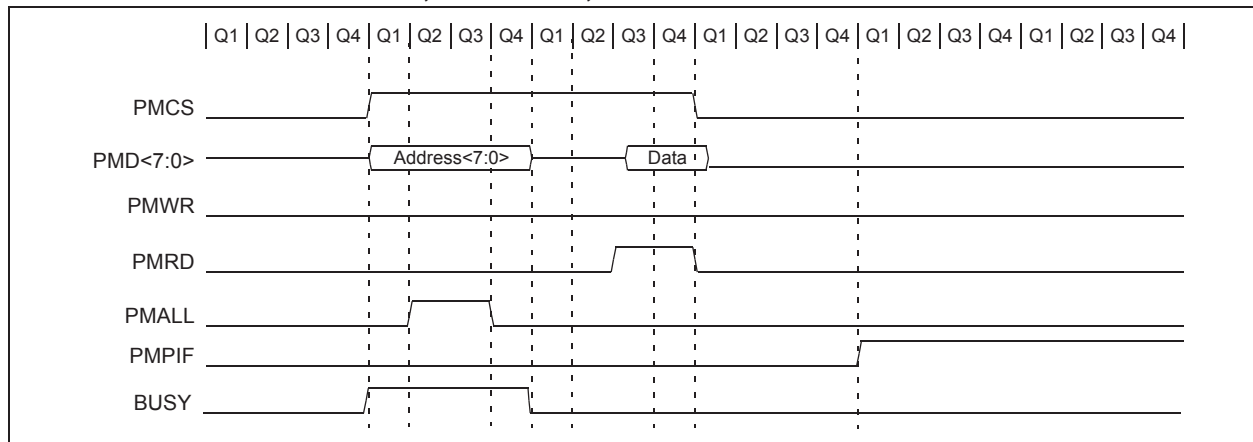 Q1 Q2 Q3 Q4 Q1 Q2 Q3 Q4 Q1 Q2 Q3 Q4 Q1 Q2 Q3 Q4 Q1 Q2 Q3 Q4 Q1 Q2 Q3 Q4
PMCS
PMD<7:0> Address<7:0> Data
PMWR
PMRD
PMALL
PMPIF
BUSY